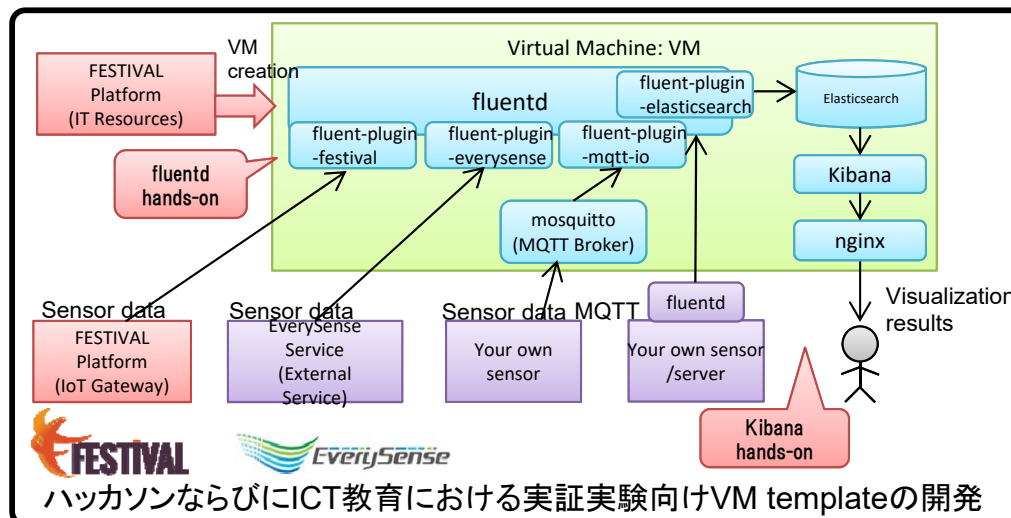 VM
creation
Virtual Machine: VM
FESTIVAL
Platform
(IT Resources)
fluentd
fluent-plugin
-elasticsearch
Elasticsearch
fluent-plugin
-festival
fluent-plugin
-everysense
fluent-plugin
-mqtt-io
fluentd
hands-on
Kibana
mosquitto
(MQTT Broker)
nginx
Sensor data
Sensor data
Sensor data MQTT
fluentd
Visualization
results
FESTIVAL
Platform
(IoT Gateway)
EverySense
Service
(External
Service)
Your own
sensor
Your own sensor
/server
Kibana
hands-on
FESTIVAL
EverySense
ハッカソンならびにICT教育における実証実験向けVM templateの開発